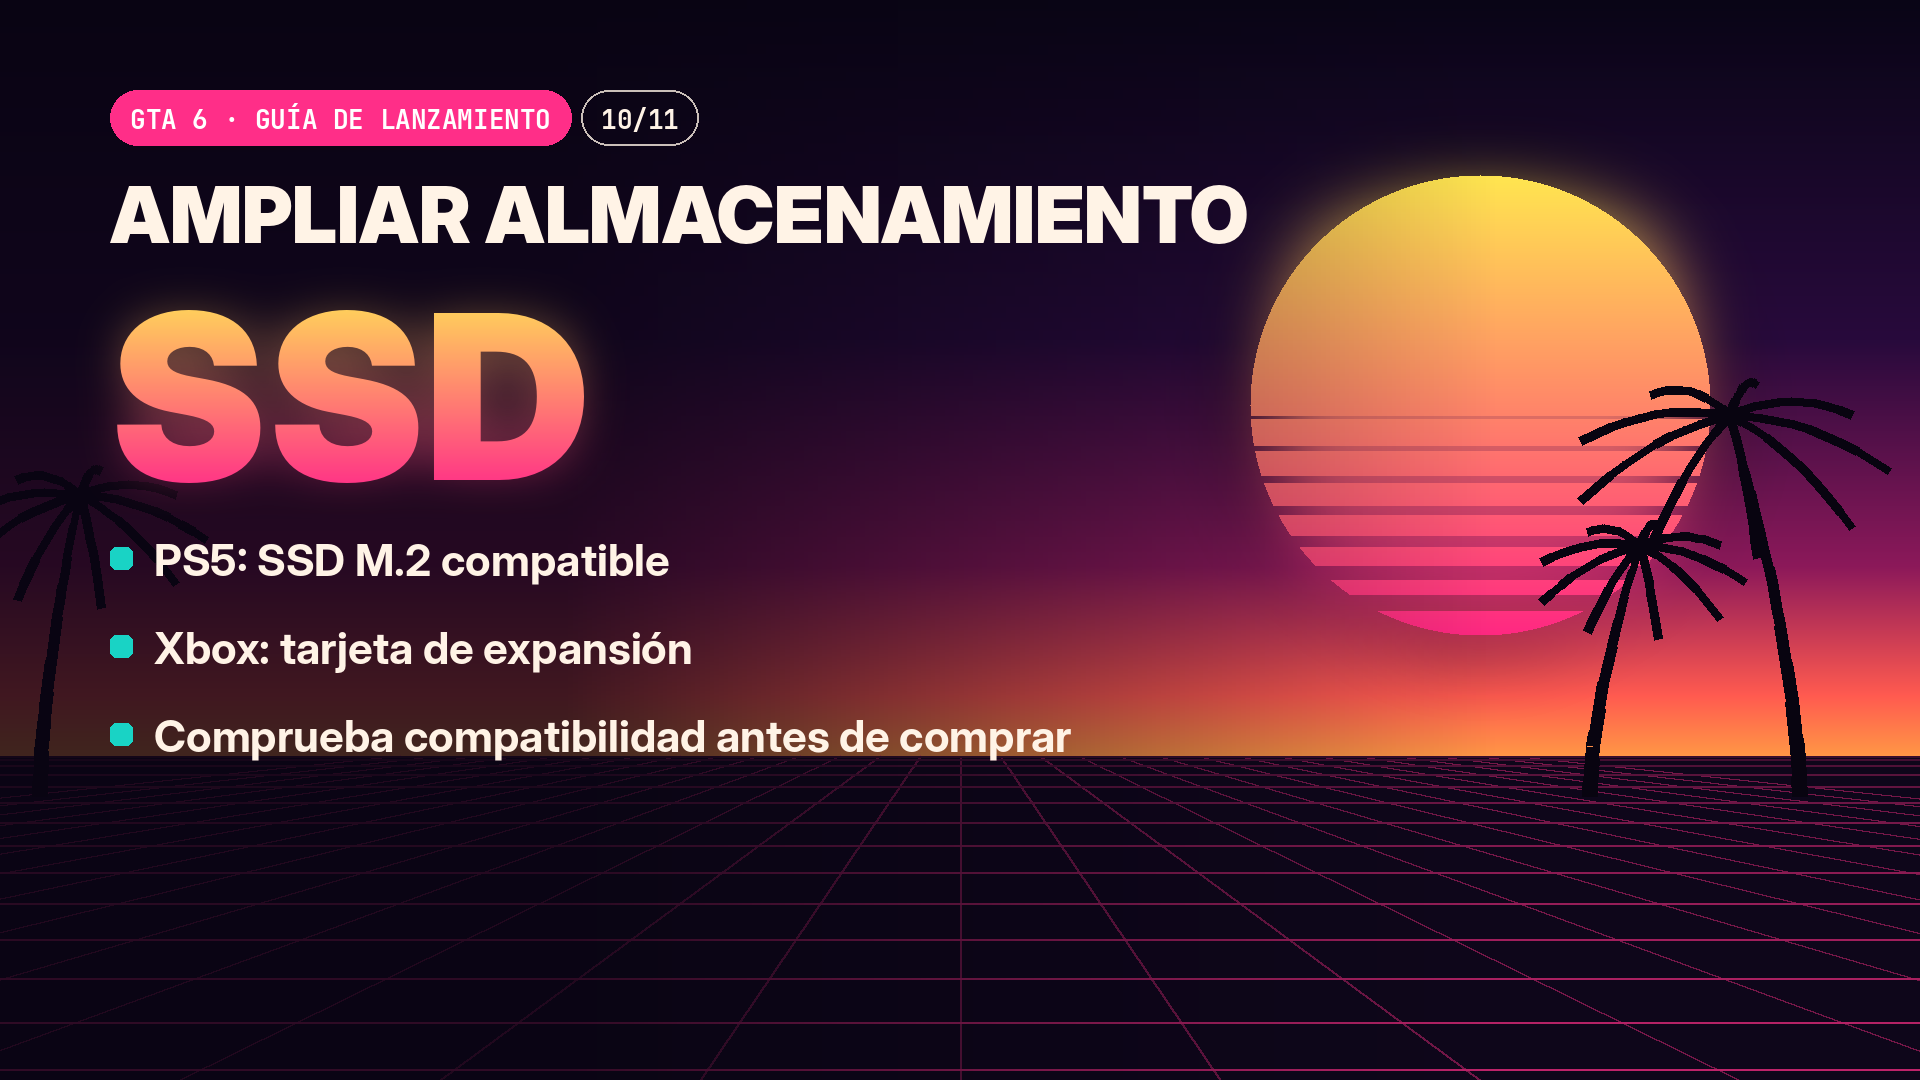 GTA 6 · GUÍA DE LANZAMIENTO 10/11
AMPLIAR ALMACENAMIENTO
SSD
PS5: SSD M.2 compatible
Xbox: tarjeta de expansión
Comprueba compatibilidad antes de comprar